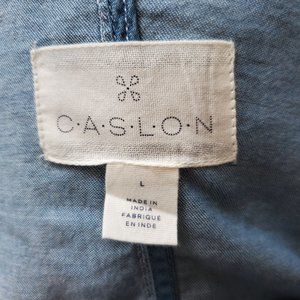 C·A·S·L·O·N
L
MADE IN
INDIA
FABRIQUÉ
EN INDE